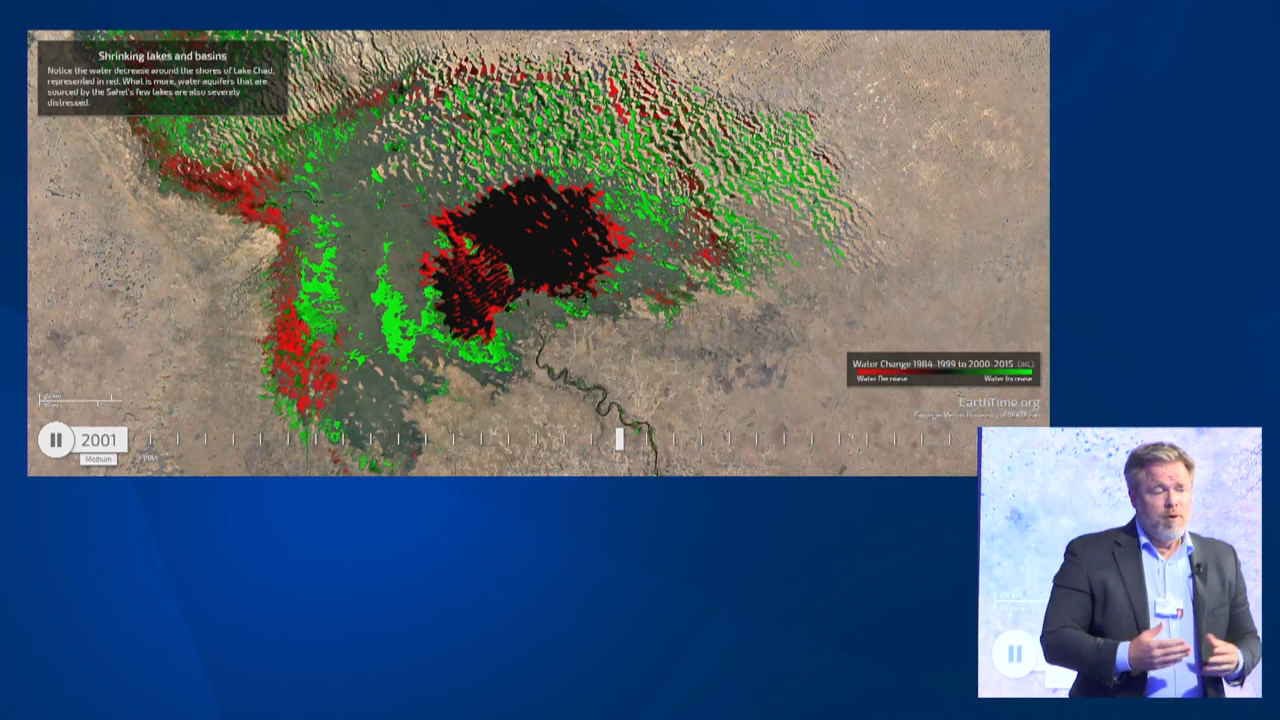 Shrinking lakes and basins
Notice the water decrease around the shores of Lake Chad,
represented in red. What is more, water aquifers that are
sourced by the Sahel's few lakes are also severely
distressed.
Water Change 1984-1999 to 2000-2015
Water Decrease Water Increase
EarthTime.org
2001
Medium
1984